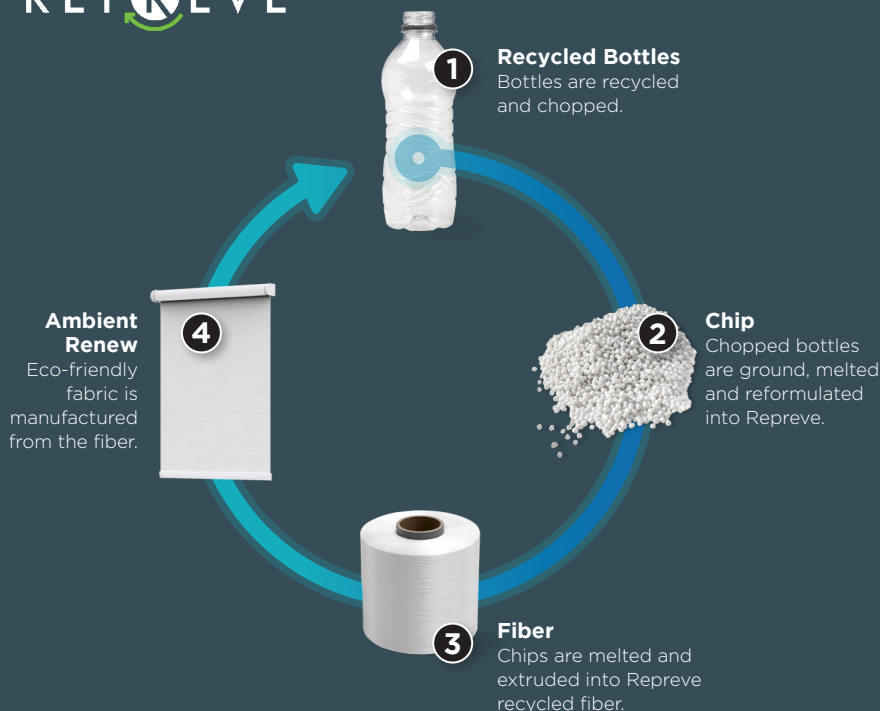 REPREVE
1
Recycled Bottles
Bottles are recycled
and chopped.
2
Chip
Chopped bottles
are ground, melted
and reformulated
into Repreve.
3
Fiber
Chips are melted and
extruded into Repreve
recycled fiber.
4
Ambient
Renew
Eco-friendly
fabric is
manufactured
from the fiber.